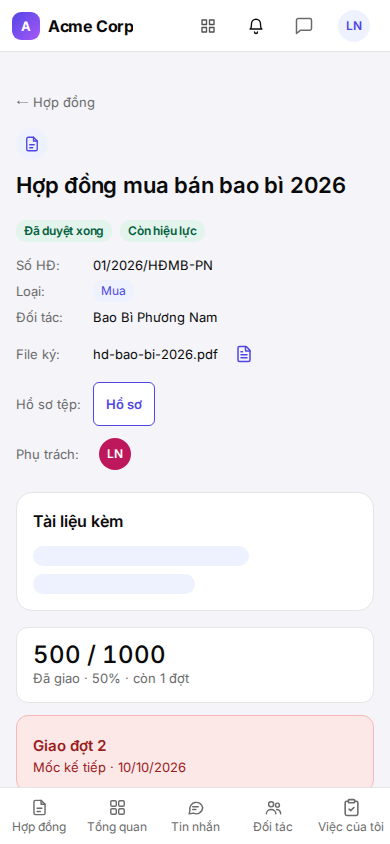 A Acme Corp LN
← Hợp đồng
Hợp đồng mua bán bao bì 2026
Đã duyệt xong Còn hiệu lực
Số HĐ: 01/2026/HĐMB-PN
Loại: Mua
Đối tác: Bao Bì Phương Nam
File ký: hd-bao-bi-2026.pdf
Hồ sơ tệp: Hồ sơ
Phụ trách: LN
Tài liệu kèm
500 / 1000
Đã giao · 50% · còn 1 đợt
Giao đợt 2
Mốc kế tiếp · 10/10/2026
Hợp đồng Tổng quan Tin nhắn Đối tác Việc của tôi